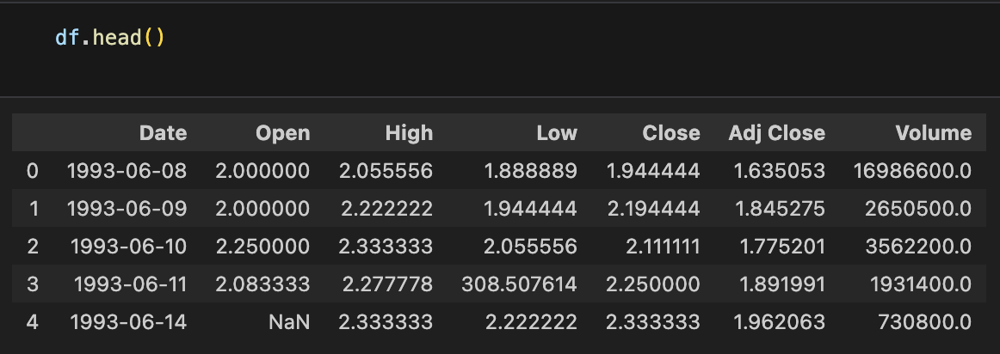 df.head()
Date Open High Low Close Adj Close Volume
0 1993-06-08 2.000000 2.055556 1.888889 1.944444 1.635053 16986600.0
1 1993-06-09 2.000000 2.222222 1.944444 2.194444 1.845275 2650500.0
2 1993-06-10 2.250000 2.333333 2.055556 2.111111 1.775201 3562200.0
3 1993-06-11 2.083333 2.277778 308.507614 2.250000 1.891991 1931400.0
4 1993-06-14 NaN 2.333333 2.222222 2.333333 1.962063 730800.0